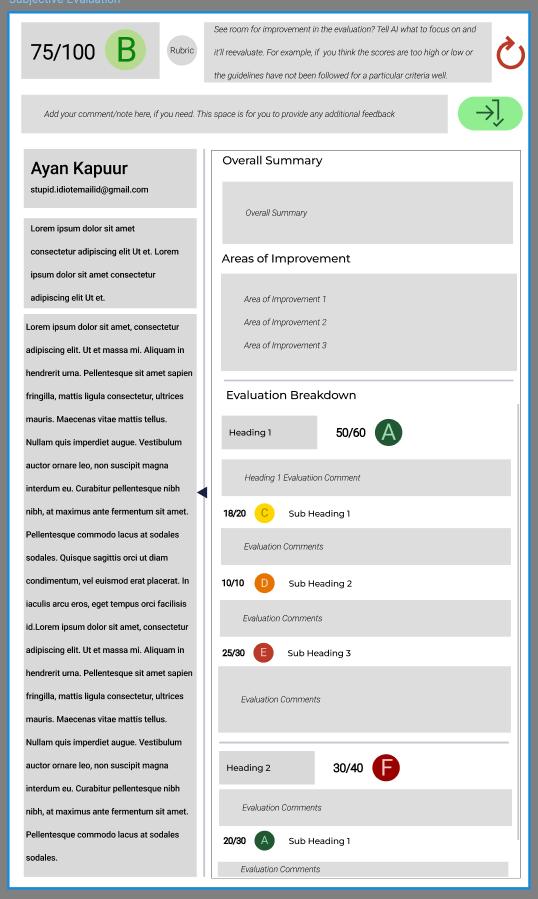 Subjective Evaluation
75/100 B
Rubric
See room for improvement in the evaluation? Tell AI what to focus on and
it'll reevaluate. For example, if you think the scores are too high or low or
the guidelines have not been followed for a particular criteria well.
Add your comment/note here, if you need. This space is for you to provide any additional feedback
Ayan Kapuur
stupid.idiotemailid@gmail.com
Lorem ipsum dolor sit amet
consectetur adipiscing elit Ut et. Lorem
ipsum dolor sit amet consectetur
adipiscing elit Ut et.
Lorem ipsum dolor sit amet, consectetur
adipiscing elit. Ut et massa mi. Aliquam in
hendrerit urna. Pellentesque sit amet sapien
fringilla, mattis ligula consectetur, ultrices
mauris. Maecenas vitae mattis tellus.
Nullam quis imperdiet augue. Vestibulum
auctor ornare leo, non suscipit magna
interdum eu. Curabitur pellentesque nibh
nibh, at maximus ante fermentum sit amet.
Pellentesque commodo lacus at sodales
sodales. Quisque sagittis orci ut diam
condimentum, vel euismod erat placerat. In
iaculis arcu eros, eget tempus orci facilisis
id.Lorem ipsum dolor sit amet, consectetur
adipiscing elit. Ut et massa mi. Aliquam in
hendrerit urna. Pellentesque sit amet sapien
fringilla, mattis ligula consectetur, ultrices
mauris. Maecenas vitae mattis tellus.
Nullam quis imperdiet augue. Vestibulum
auctor ornare leo, non suscipit magna
interdum eu. Curabitur pellentesque nibh
nibh, at maximus ante fermentum sit amet.
Pellentesque commodo lacus at sodales
sodales.
Overall Summary
Overall Summary
Areas of Improvement
Area of Improvement 1
Area of Improvement 2
Area of Improvement 3
Evaluation Breakdown
Heading 1 50/60 A
Heading 1 Evaluatiion Comment
18/20 C Sub Heading 1
Evaluation Comments
10/10 D Sub Heading 2
Evaluation Comments
25/30 E Sub Heading 3
Evaluation Comments
Heading 2 30/40 F
Evaluation Comments
20/30 A Sub Heading 1
Evaluation Comments